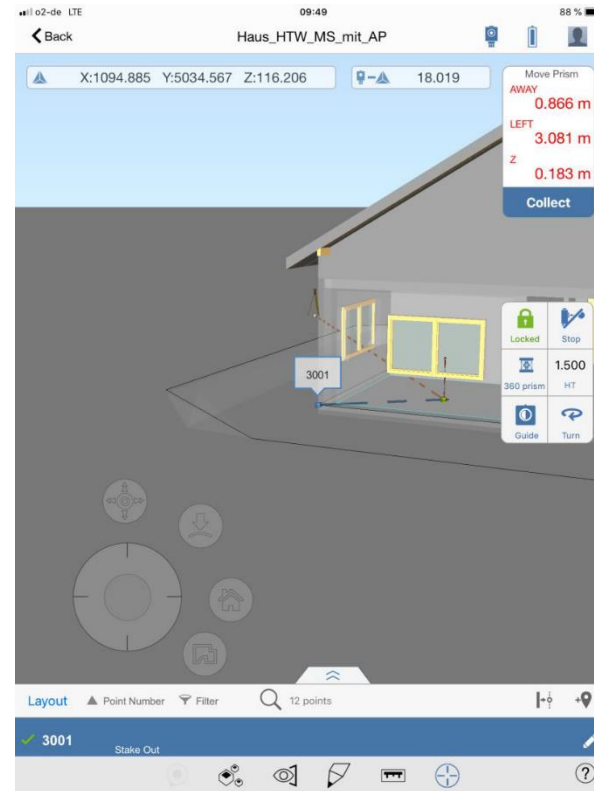 o2-de LTE
09:49
88 %
Back
Haus_HTW_MS_mit_AP
X:1094.885 Y:5034.567 Z:116.206
18.019
Move Prism
AWAY
0.866 m
LEFT
3.081 m
Z
0.183 m
Collect
Locked
Stop
360 prism
1.500
HT
Guide
Turn
3001
Layout
Point Number
Filter
12 points
3001
Stake Out
?